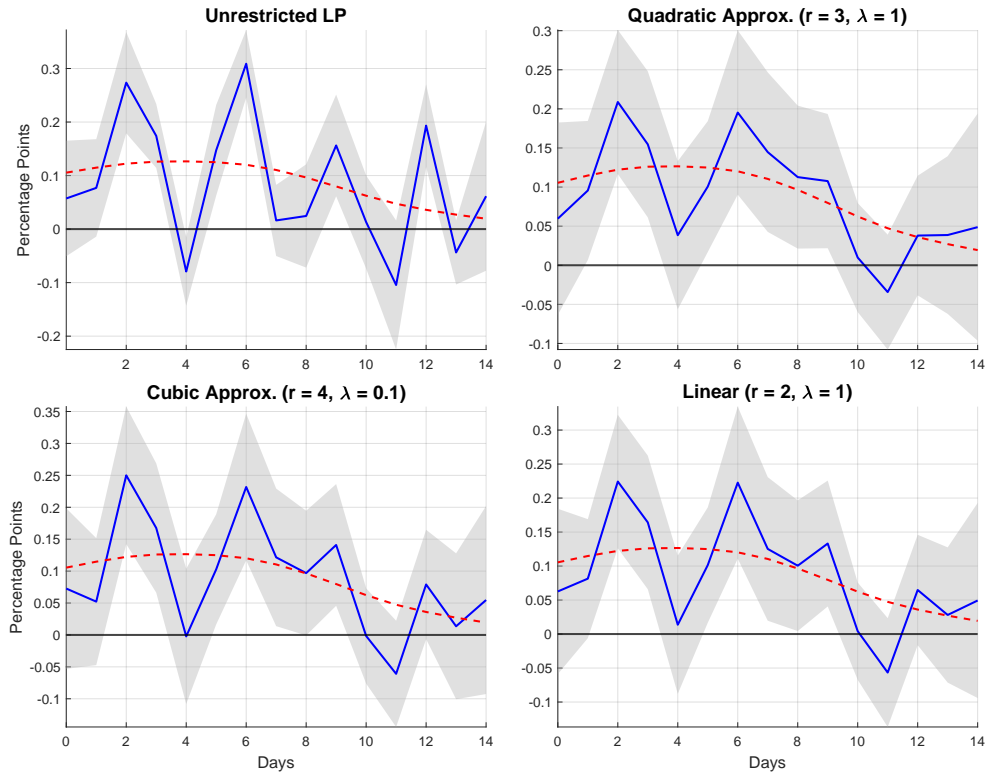 Unrestricted LP
Quadratic Approx. (r = 3, λ = 1)
Percentage Points
0.3
0.2
0.1
0
-0.1
-0.2
2 4 6 8 10 12 14
0.3
0.25
0.2
0.15
0.1
0.05
0
-0.05
-0.1
2 4 6 8 10 12 14
Cubic Approx. (r = 4, λ = 0.1)
Linear (r = 2, λ = 1)
Percentage Points
0.35
0.3
0.25
0.2
0.15
0.1
0.05
0
-0.05
-0.1
0 2 4 6 8 10 12 14
Days
0.3
0.25
0.2
0.15
0.1
0.05
0
-0.05
-0.1
0 2 4 6 8 10 12 14
Days